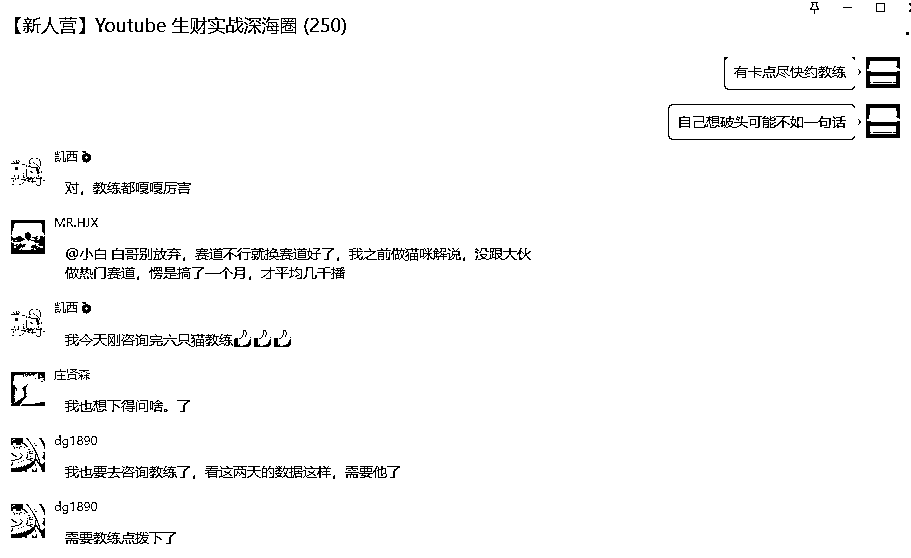 【新人营】Youtube 生财实战深海圈 (250)
有卡点尽快约教练
自己想破头可能不如一句话
凯西
对，教练都嘎嘎厉害
MR.HJX
@小白 白哥别放弃，赛道不行就换赛道好了，我之前做猫咪解说，没跟大伙
做热门赛道，愣是搞了一个月，才平均几千播
凯西
我今天刚咨询完六只猫教练👍👍👍
庄贤森
我也想下得问啥。了
dg1890
我也要去咨询教练了，看这两天的数据这样，需要他了
dg1890
需要教练点拨下了